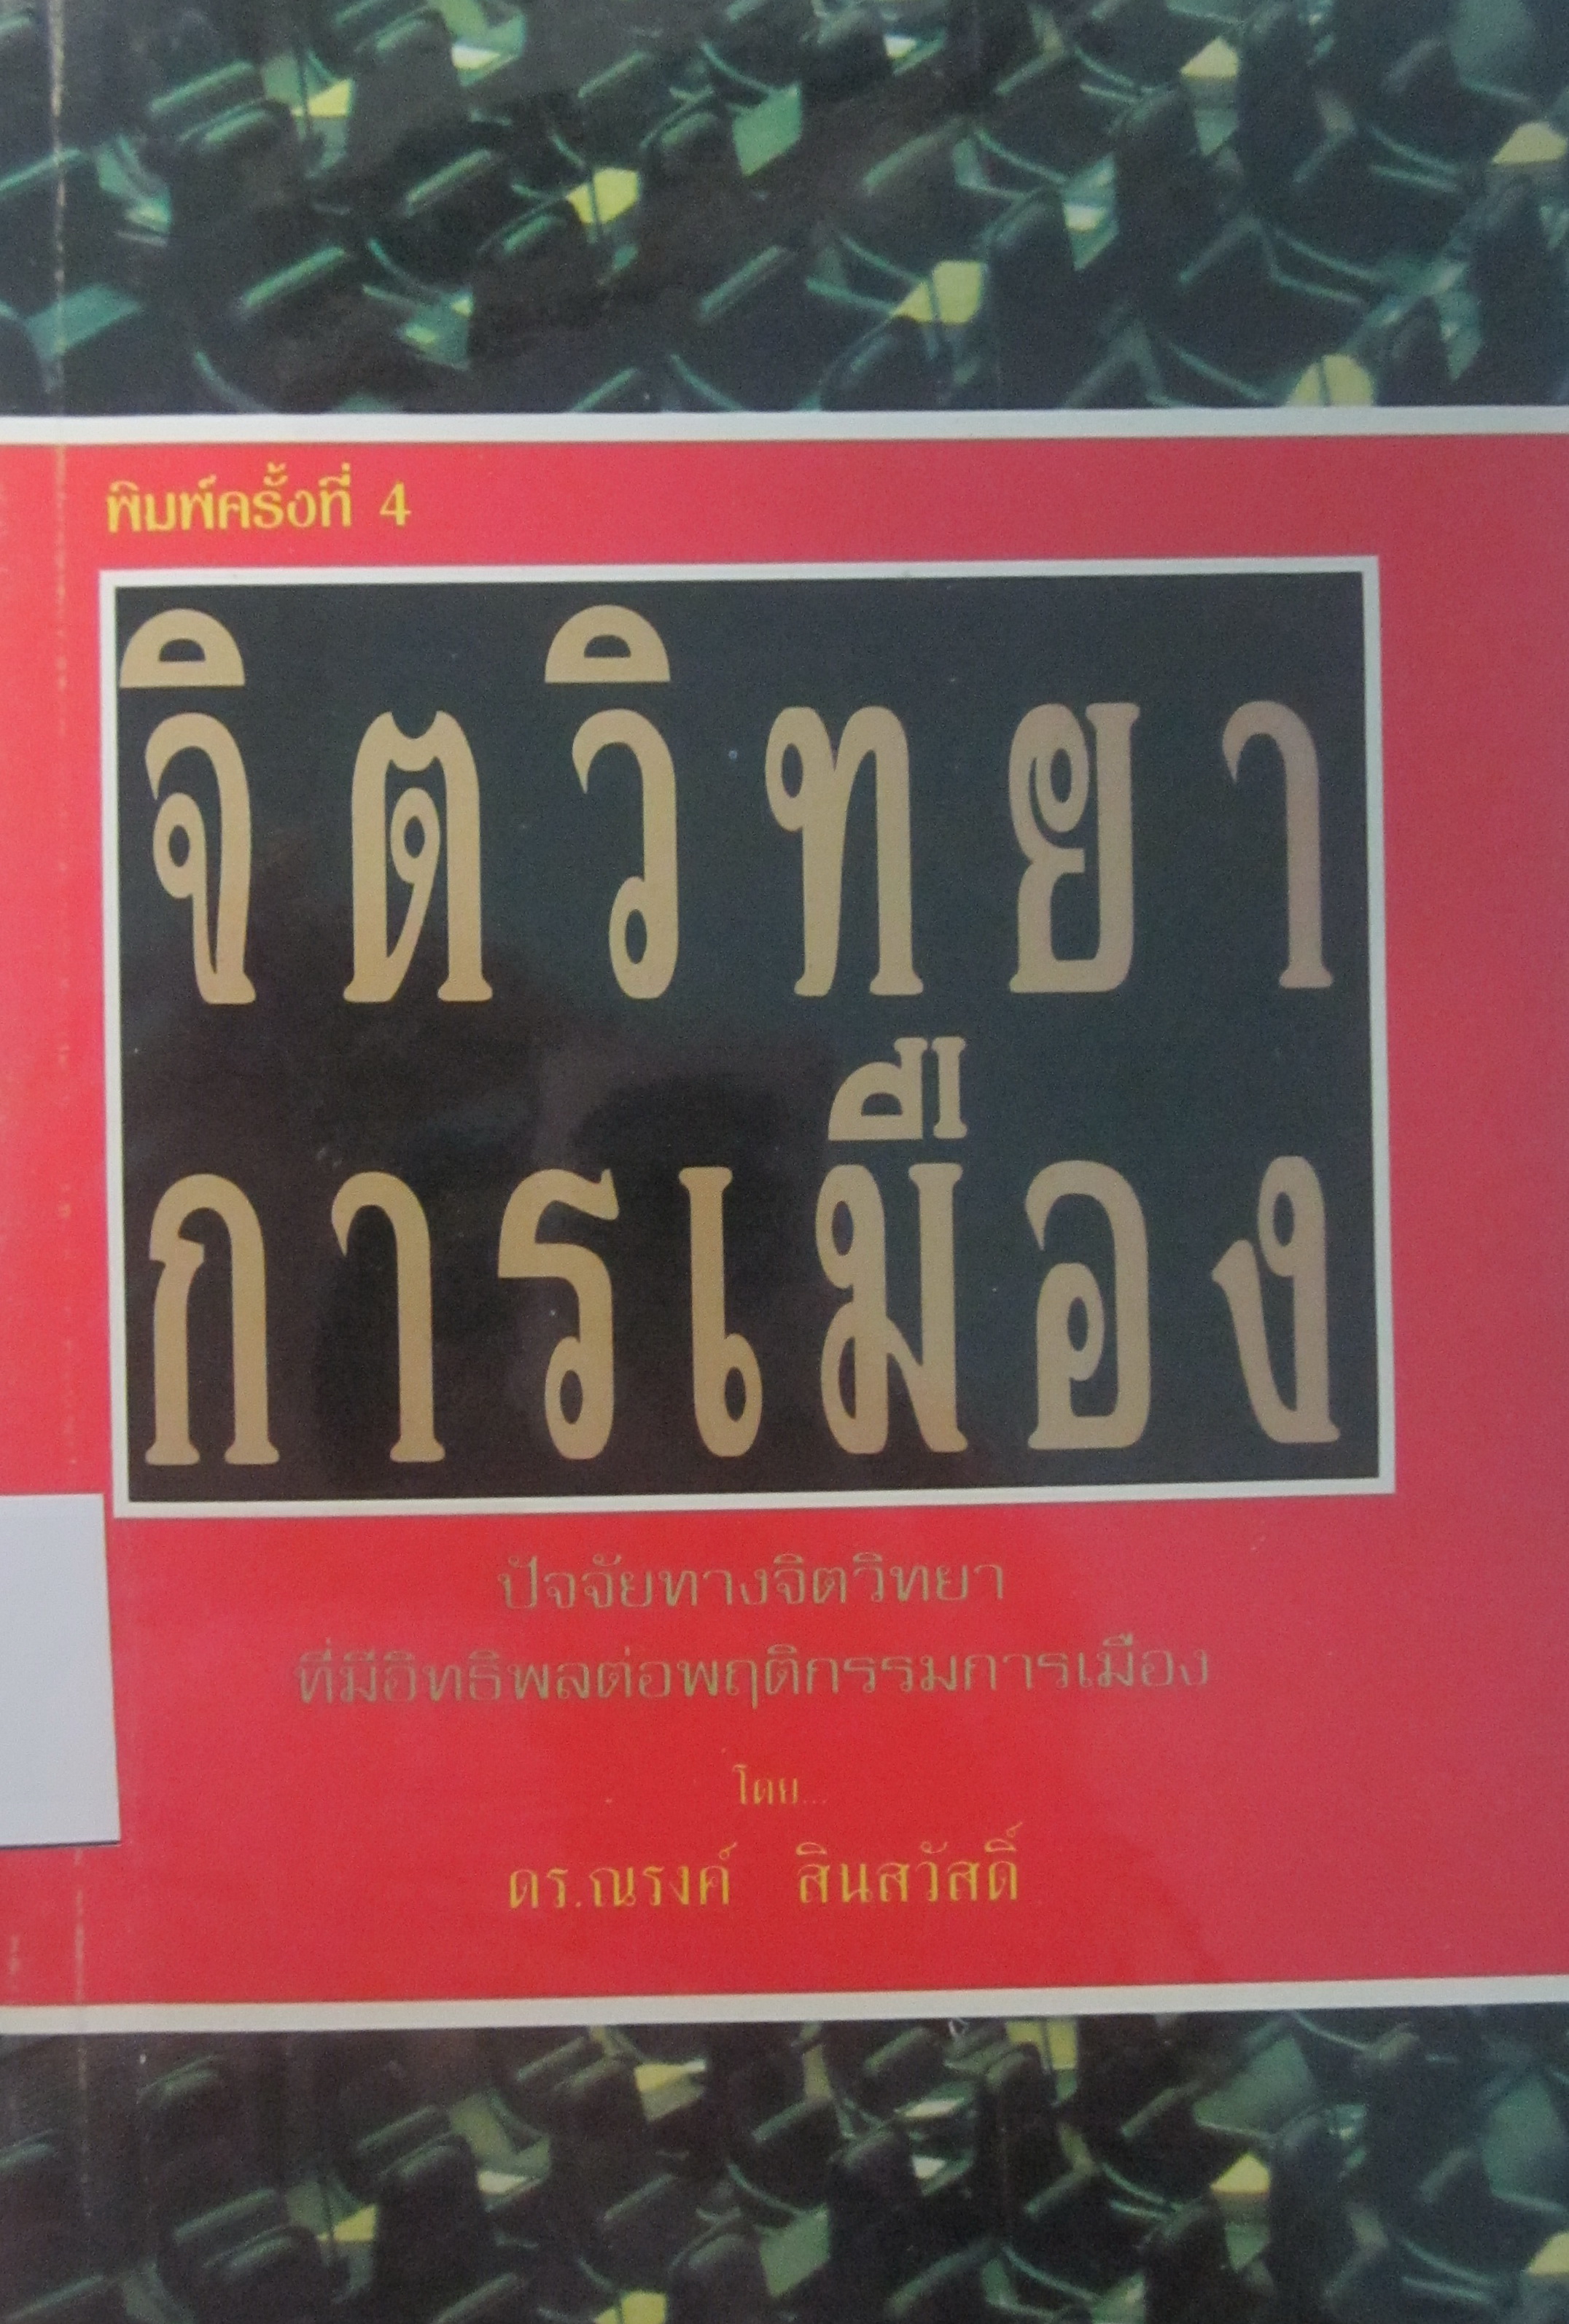 พิมพ์ครั้งที่ 4
จิตวิทยา
การเมือง
ปัจจัยทางจิตวิทยา
ที่มีอิทธิพลต่อพฤติกรรมการเมือง
โดย...
ดร.ณรงค์ สินสวัสดิ์